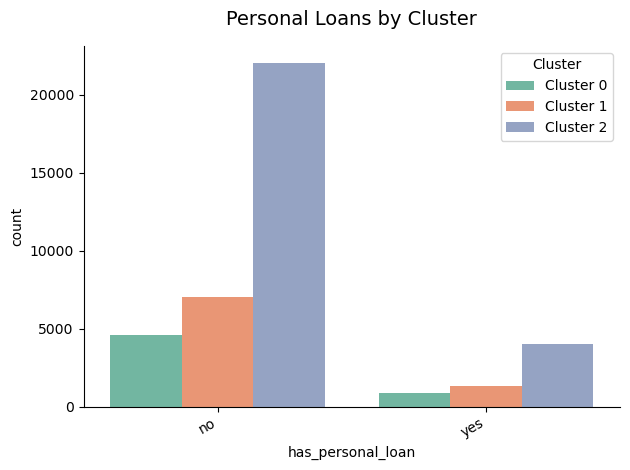 Personal Loans by Cluster
Cluster
Cluster 0
Cluster 1
Cluster 2
count
20000
15000
10000
5000
0
no
yes
has_personal_loan